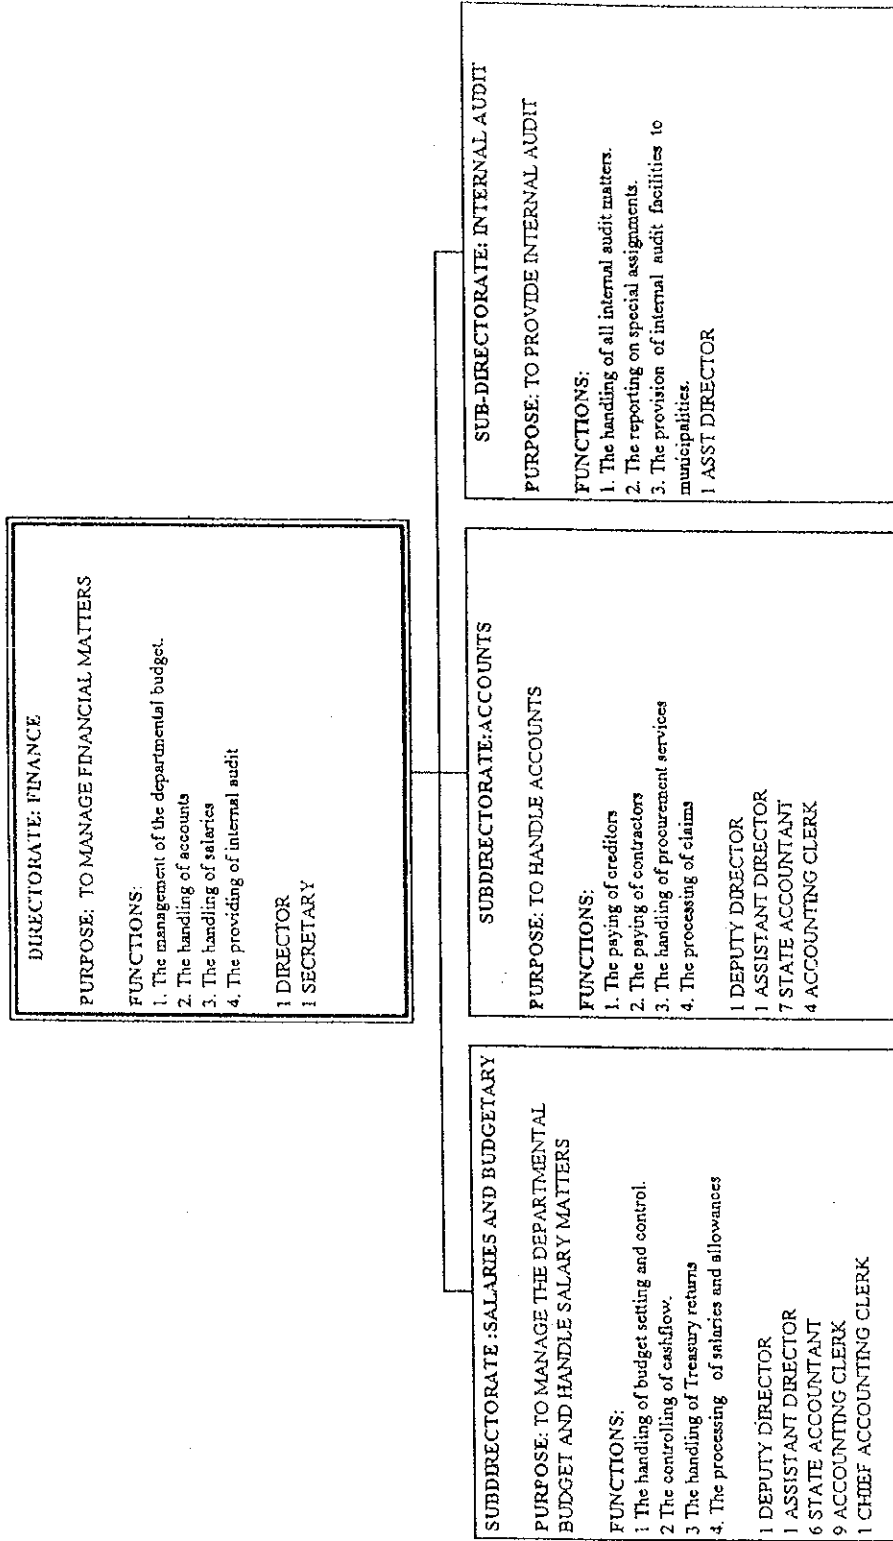 DIRECTORATE: FINANCE
PURPOSE: TO MANAGE FINANCIAL MATTERS
FUNCTIONS:
1. The management of the departmental budget.
2. The handling of accounts
3. The handling of salaries
4. The providing of internal audit
1 DIRECTOR
1 SECRETARY
SUBDIRECTORATE :SALARIES AND BUDGETARY
PURPOSE: TO MANAGE THE DEPARTMENTAL
BUDGET AND HANDLE SALARY MATTERS
FUNCTIONS:
1 The handling of budget setting and control.
2 The controlling of cashflow.
3 The handling of Treasury returns
4. The processing of salaries and allowances
1 DEPUTY DIRECTOR
1 ASSISTANT DIRECTOR
6 STATE ACCOUNTANT
9 ACCOUNTING CLERK
1 CHIEF ACCOUNTING CLERK
SUBDIRECTORATE:ACCOUNTS
PURPOSE: TO HANDLE ACCOUNTS
FUNCTIONS:
1. The paying of creditors
2. The paying of contractors
3. The handling of procurement services
4. The processing of claims
1 DEPUTY DIRECTOR
1 ASSISTANT DIRECTOR
7 STATE ACCOUNTANT
4 ACCOUNTING CLERK
SUB-DIRECTORATE: INTERNAL AUDIT
PURPOSE: TO PROVIDE INTERNAL AUDIT
FUNCTIONS:
1. The handling of all internal audit matters.
2. The reporting on special assignments.
3. The provision of internal audit facilities to
municipalities.
1 ASST DIRECTOR